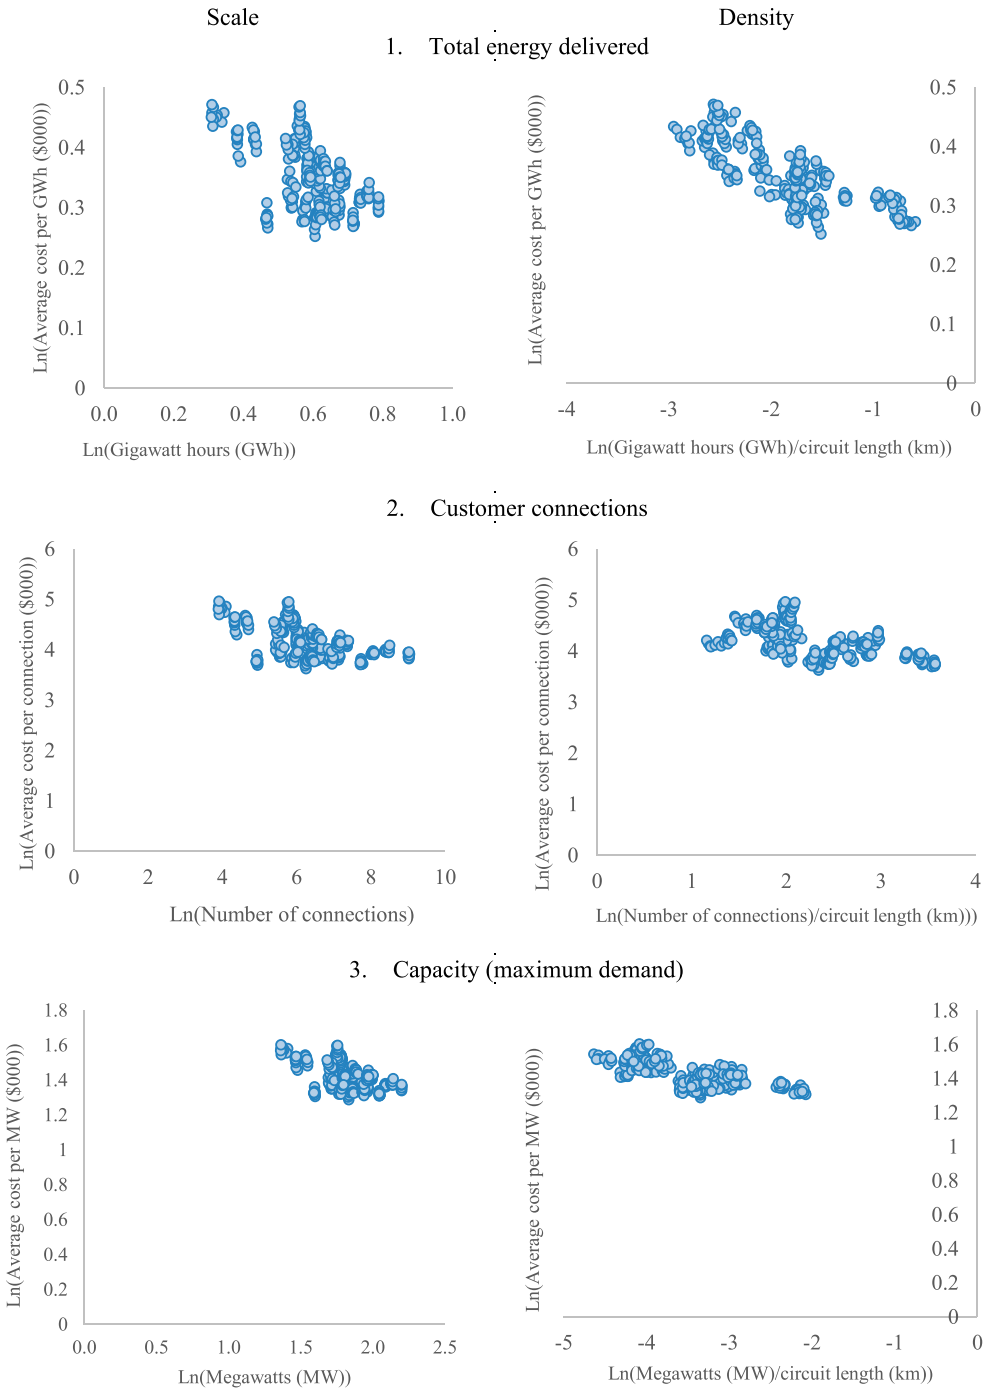 Scale
Density
1. Total energy delivered
Ln(Average cost per GWh ($000))
0.5
0.4
0.3
0.2
0.1
0
0.0 0.2 0.4 0.6 0.8 1.0
Ln(Gigawatt hours (GWh))
Ln(Average cost per GWh ($000))
0.5
0.4
0.3
0.2
0.1
0
-4 -3 -2 -1 0
Ln(Gigawatt hours (GWh)/circuit length (km))
2. Customer connections
Ln(Average cost per connection ($000))
6
5
4
3
2
1
0
0 2 4 6 8 10
Ln(Number of connections)
Ln(Average cost per connection ($000))
6
5
4
3
2
1
0
0 1 2 3 4
Ln(Number of connections)/circuit length (km)))
3. Capacity (maximum demand)
Ln(Average cost per MW ($000))
1.8
1.6
1.4
1.2
1
0.8
0.6
0.4
0.2
0
0.0 0.5 1.0 1.5 2.0 2.5
Ln(Megawatts (MW))
Ln(Average cost per MW ($000))
1.8
1.6
1.4
1.2
1
0.8
0.6
0.4
0.2
0
-5 -4 -3 -2 -1 0
Ln(Megawatts (MW)/circuit length (km))